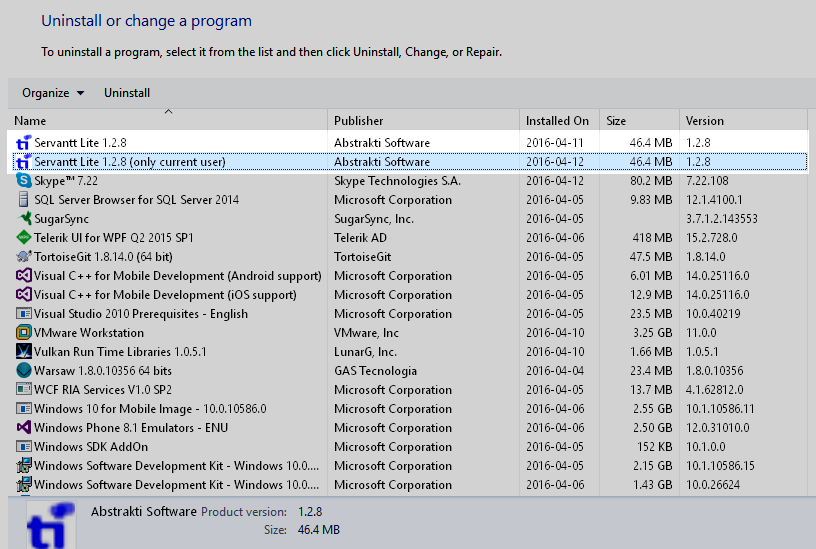 Uninstall or change a program
To uninstall a program, select it from the list and then click Uninstall, Change, or Repair.
Organize Uninstall
Name Publisher Installed On Size Version
Servantt Lite 1.2.8 Abstrakti Software 2016-04-11 46.4 MB 1.2.8
Servantt Lite 1.2.8 (only current user) Abstrakti Software 2016-04-12 46.4 MB 1.2.8
Skype™ 7.22 Skype Technologies S.A. 2016-04-12 80.2 MB 7.22.108
SQL Server Browser for SQL Server 2014 Microsoft Corporation 2016-04-05 9.83 MB 12.1.4100.1
SugarSync SugarSync, Inc. 2016-04-05 3.7.1.2.143553
Telerik UI for WPF Q2 2015 SP1 Telerik AD 2016-04-06 418 MB 15.2.728.0
TortoiseGit 1.8.14.0 (64 bit) TortoiseGit 2016-04-05 47.5 MB 1.8.14.0
Visual C++ for Mobile Development (Android support) Microsoft Corporation 2016-04-05 6.01 MB 14.0.25116.0
Visual C++ for Mobile Development (iOS support) Microsoft Corporation 2016-04-05 12.9 MB 14.0.25116.0
Visual Studio 2010 Prerequisites - English Microsoft Corporation 2016-04-05 23.5 MB 10.0.40219
VMware Workstation VMware, Inc 2016-04-10 3.25 GB 11.0.0
Vulkan Run Time Libraries 1.0.5.1 LunarG, Inc. 2016-04-10 1.66 MB 1.0.5.1
Warsaw 1.8.0.10356 64 bits GAS Tecnologia 2016-04-04 23.4 MB 1.8.0.10356
WCF RIA Services V1.0 SP2 Microsoft Corporation 2016-04-05 13.7 MB 4.1.62812.0
Windows 10 for Mobile Image - 10.0.10586.0 Microsoft Corporation 2016-04-06 2.55 GB 10.1.10586.11
Windows Phone 8.1 Emulators - ENU Microsoft Corporation 2016-04-06 2.50 GB 12.0.31010.0
Windows SDK AddOn Microsoft Corporation 2016-04-05 152 KB 10.1.0.0
Windows Software Development Kit - Windows 10.0.... Microsoft Corporation 2016-04-05 2.15 GB 10.1.10586.15
Windows Software Development Kit - Windows 10.0.... Microsoft Corporation 2016-04-06 1.43 GB 10.0.26624
Abstrakti Software Product version: 1.2.8
Size: 46.4 MB